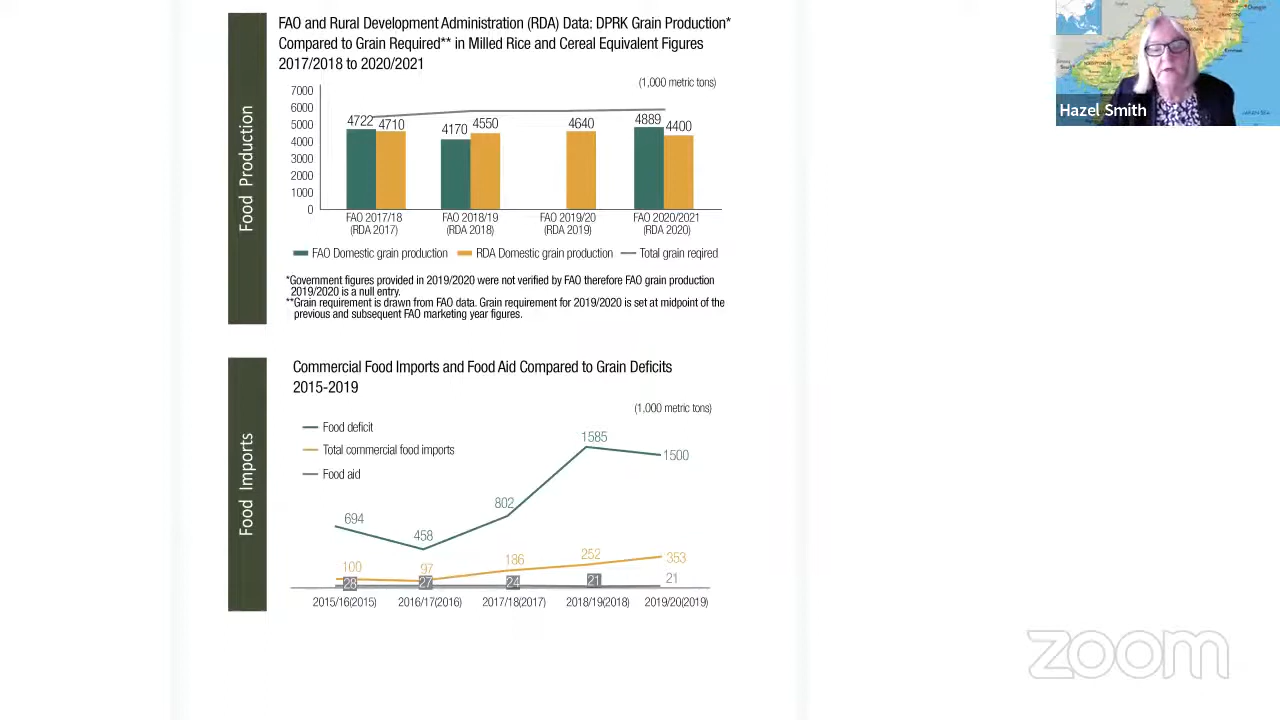 Food Production
FAO and Rural Development Administration (RDA) Data: DPRK Grain Production*
Compared to Grain Required** in Milled Rice and Cereal Equivalent Figures
2017/2018 to 2020/2021
(1,000 metric tons)
7000
6000
5000
4000
3000
2000
1000
0
4722
4710
4170
4550
4640
4889
4400
FAO 2017/18
(RDA 2017)
FAO 2018/19
(RDA 2018)
FAO 2019/20
(RDA 2019)
FAO 2020/2021
(RDA 2020)
FAO Domestic grain production
RDA Domestic grain production
Total grain reqired
*Government figures provided in 2019/2020 were not verified by FAO therefore FAO grain production
2019/2020 is a null entry.
**Grain requirement is drawn from FAO data. Grain requirement for 2019/2020 is set at midpoint of the
previous and subsequent FAO marketing year figures.
Food Imports
Commercial Food Imports and Food Aid Compared to Grain Deficits
2015-2019
(1,000 metric tons)
Food deficit
Total commercial food imports
Food aid
694
458
802
1585
1500
100
97
186
252
353
28
27
24
21
21
2015/16(2015)
2016/17(2016)
2017/18(2017)
2018/19(2018)
2019/20(2019)
Hazel Smith
zoom